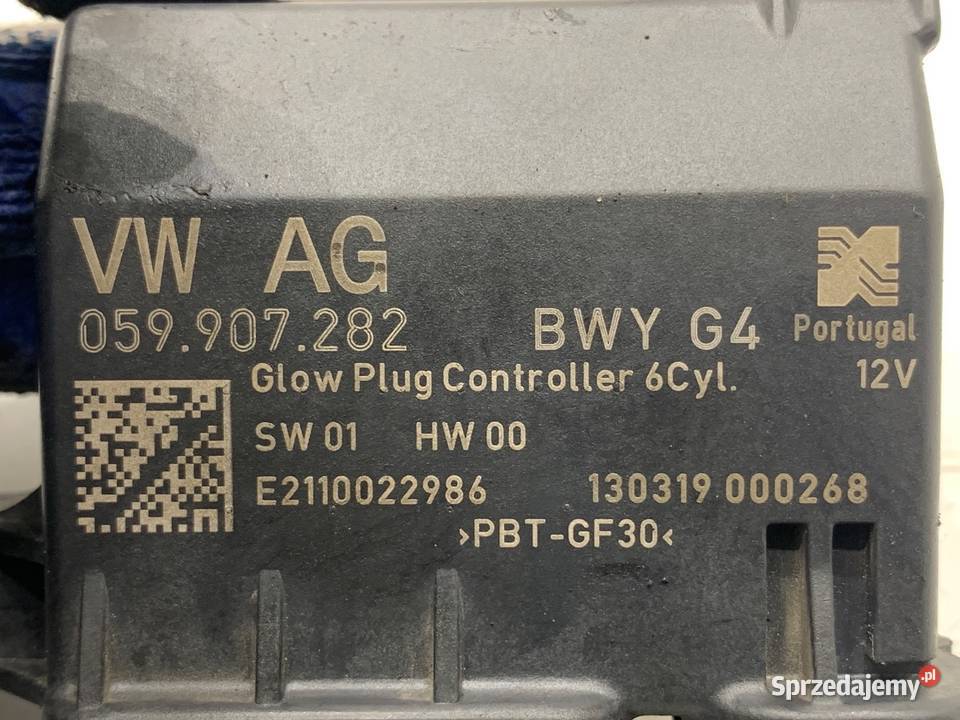 VW AG
059.907.282 BWY G4 Portugal
Glow Plug Controller 6Cyl. 12V
SW 01 HW 00
E2110022986 130319 000268
>PBT-GF30<
Sprzedajemy.pl